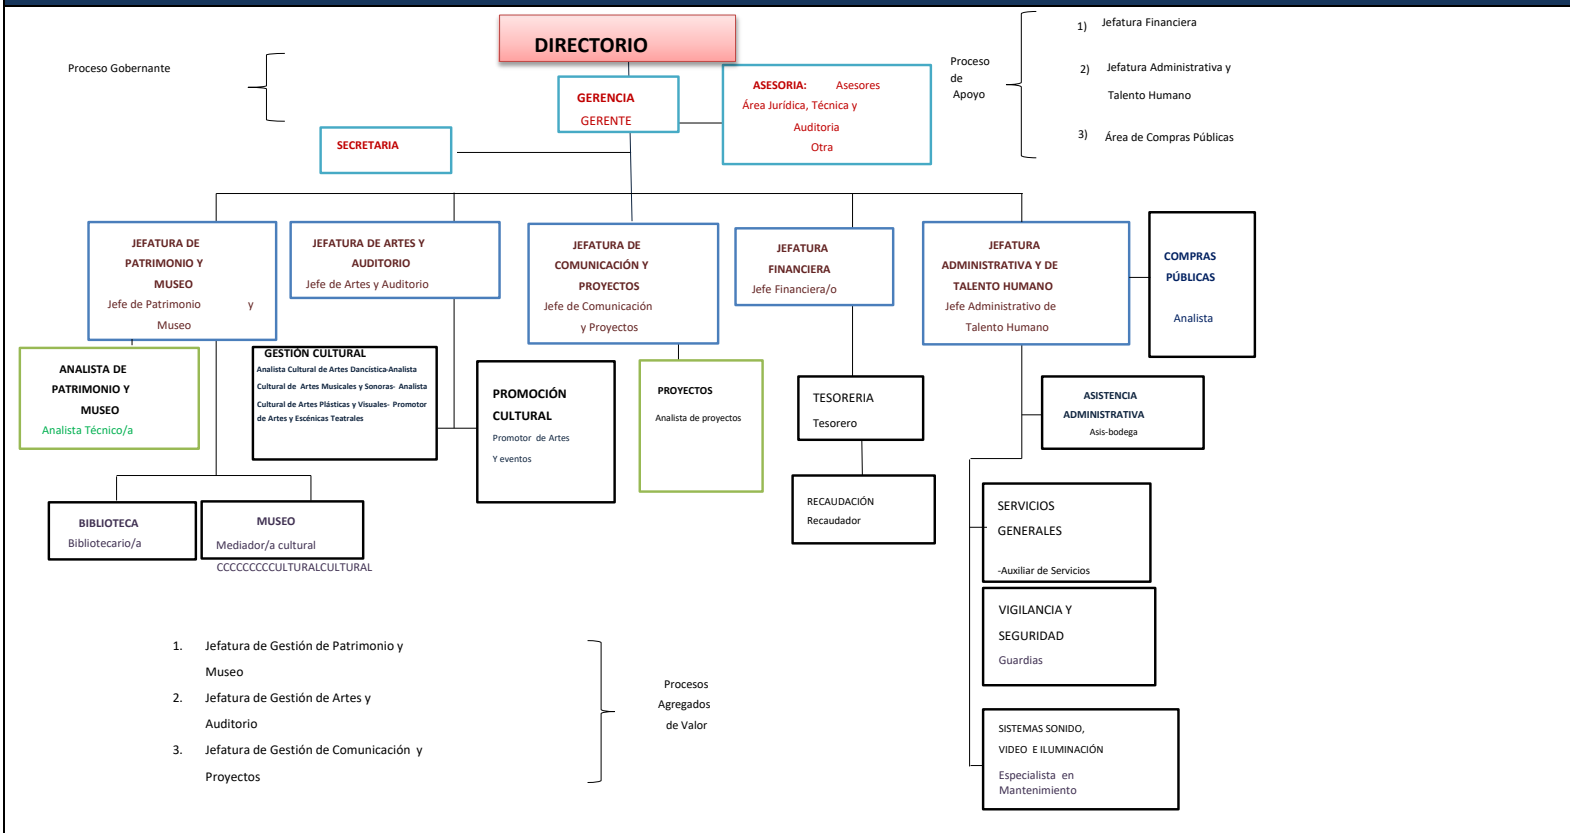 DIRECTORIO
Proceso Gobernante
GERENCIA
GERENTE
ASESORIA: Asesores
Área Jurídica, Técnica y
Auditoria
Otra
SECRETARIA
Proceso
de
Apoyo
1) Jefatura Financiera
2) Jefatura Administrativa y
Talento Humano
3) Área de Compras Públicas
JEFATURA DE
PATRIMONIO Y
MUSEO
Jefe de Patrimonio y
Museo
JEFATURA DE ARTES Y
AUDITORIO
Jefe de Artes y Auditorio
JEFATURA DE
COMUNICACIÓN Y
PROYECTOS
Jefe de Comunicación
y Proyectos
JEFATURA
FINANCIERA
Jefe Financiera/o
JEFATURA
ADMINISTRATIVA Y DE
TALENTO HUMANO
Jefe Administrativo de
Talento Humano
COMPRAS
PÚBLICAS
Analista
ANALISTA DE
PATRIMONIO Y
MUSEO
Analista Técnico/a
GESTIÓN CULTURAL
Analista Cultural de Artes Dancística-Analista
Cultural de Artes Musicales y Sonoras- Analista
Cultural de Artes Plásticas y Visuales- Promotor
de Artes y Escénicas Teatrales
PROMOCIÓN
CULTURAL
Promotor de Artes
Y eventos
PROYECTOS
Analista de proyectos
TESORERIA
Tesorero
ASISTENCIA
ADMINISTRATIVA
Asis-bodega
BIBLIOTECA
Bibliotecario/a
MUSEO
Mediador/a cultural
CCCCCCCCCULTURALCULTURAL
RECAUDACIÓN
Recaudador
SERVICIOS
GENERALES
-Auxiliar de Servicios
VIGILANCIA Y
SEGURIDAD
Guardias
SISTEMAS SONIDO,
VIDEO E ILUMINACIÓN
Especialista en
Mantenimiento
1. Jefatura de Gestión de Patrimonio y
Museo
2. Jefatura de Gestión de Artes y
Auditorio
3. Jefatura de Gestión de Comunicación y
Proyectos
Procesos
Agregados
de Valor